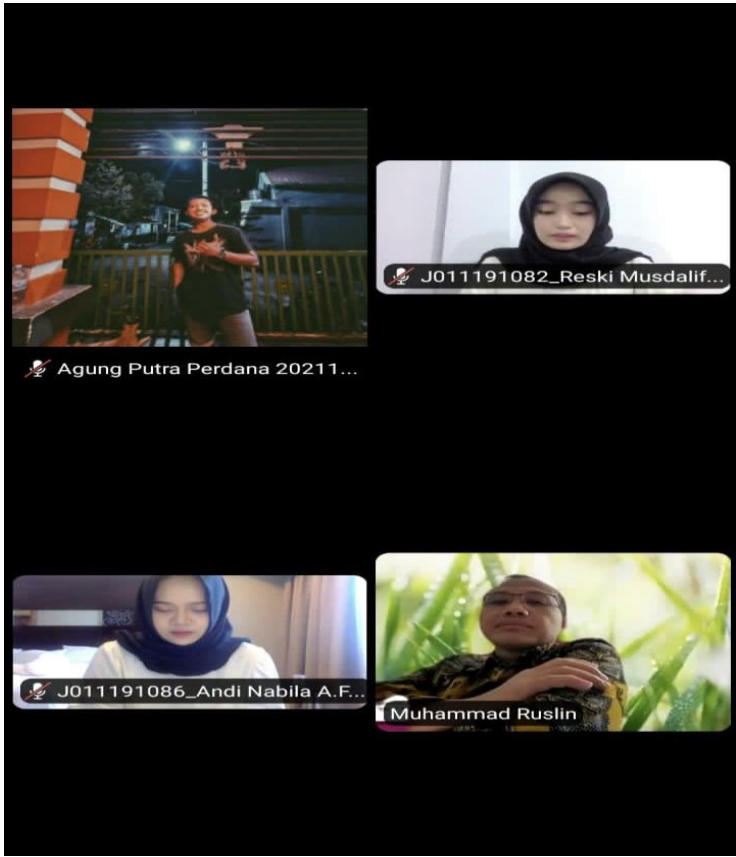 J011191082_Reski Musdalif...
Agung Putra Perdana 20211...
J011191086_Andi Nabila A.F...
Muhammad Ruslin